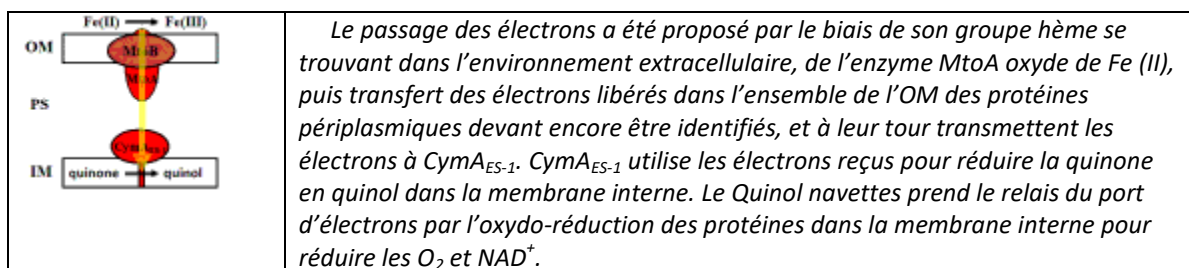 Fe(II) → Fe(III)
OM
MtoB
MtoA
PS
CymA
IM
quinone → quinol
Le passage des électrons a été proposé par le biais de son groupe hème se
trouvant dans l’environnement extracellulaire, de l’enzyme MtoA oxyde de Fe (II),
puis transfert des électrons libérés dans l’ensemble de l’OM des protéines
périplasmiques devant encore être identifiés, et à leur tour transmettent les
électrons à CymA_ES-1. CymA_ES-1 utilise les électrons reçus pour réduire la quinone
en quinol dans la membrane interne. Le Quinol navettes prend le relais du port
d’électrons par l’oxydo-réduction des protéines dans la membrane interne pour
réduire les O₂ et NAD⁺.